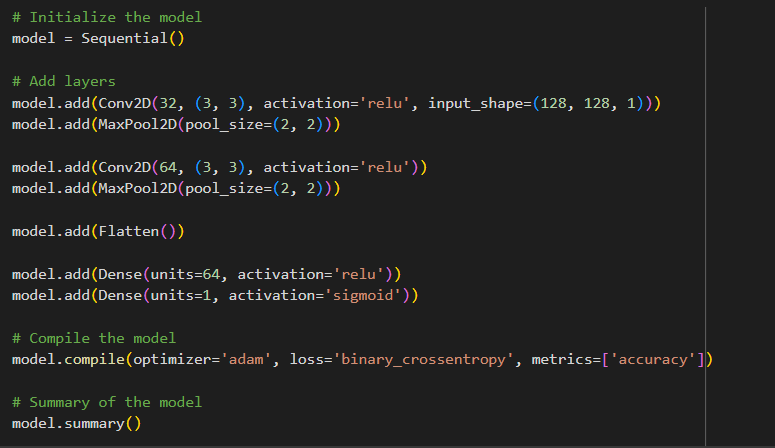 # Initialize the model
model = Sequential()
# Add layers
model.add(Conv2D(32, (3, 3), activation='relu', input_shape=(128, 128, 1)))
model.add(MaxPool2D(pool_size=(2, 2)))
model.add(Conv2D(64, (3, 3), activation='relu'))
model.add(MaxPool2D(pool_size=(2, 2)))
model.add(Flatten())
model.add(Dense(units=64, activation='relu'))
model.add(Dense(units=1, activation='sigmoid'))
# Compile the model
model.compile(optimizer='adam', loss='binary_crossentropy', metrics=['accuracy'])
# Summary of the model
model.summary()